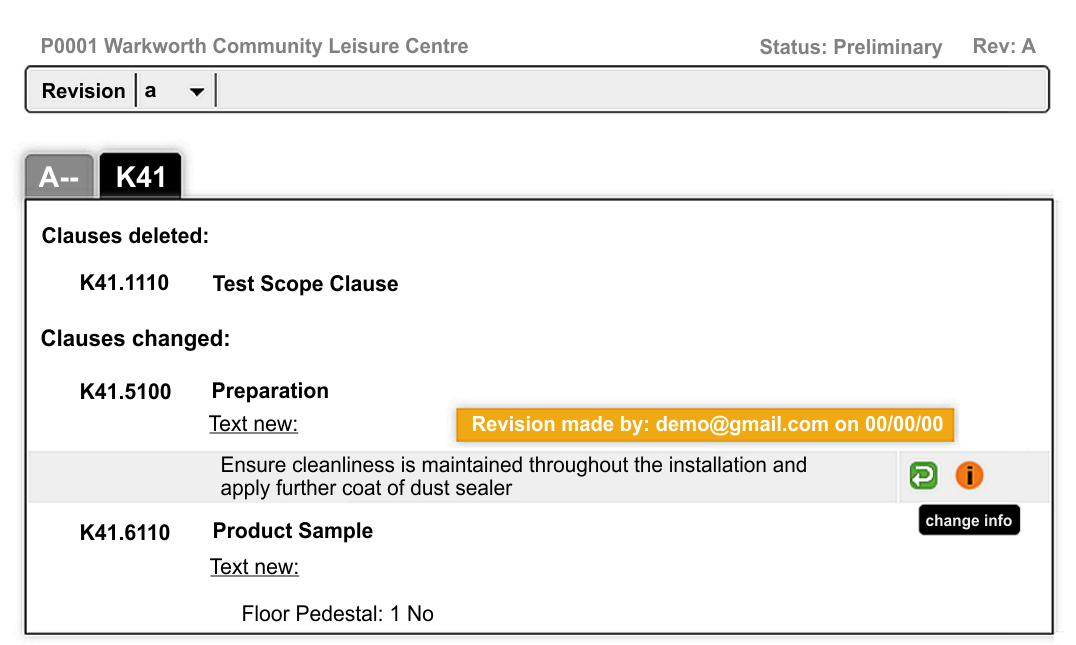 P0001 Warkworth Community Leisure Centre Status: Preliminary Rev: A
Revision a
A-- K41
Clauses deleted:
K41.1110 Test Scope Clause
Clauses changed:
K41.5100 Preparation
Text new: Revision made by: demo@gmail.com on 00/00/00
Ensure cleanliness is maintained throughout the installation and
apply further coat of dust sealer
i
change info
K41.6110 Product Sample
Text new:
Floor Pedestal: 1 No